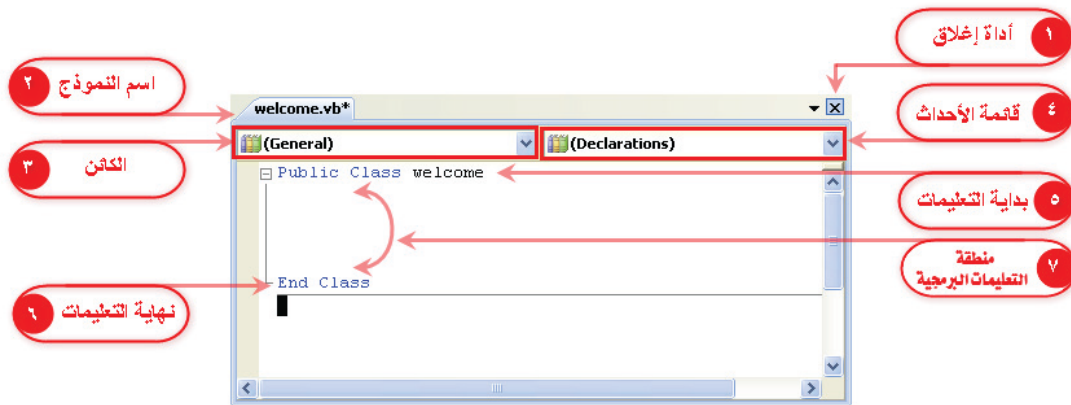 ١ أداة إغلاق
٢ اسم النموذج
welcome.vb*
٤ قائمة الأحداث
(General)
(Declarations)
٣ الكائن
Public Class welcome
٥ بداية التعليمات
٧ منطقة
التعليمات البرمجية
End Class
٦ نهاية التعليمات